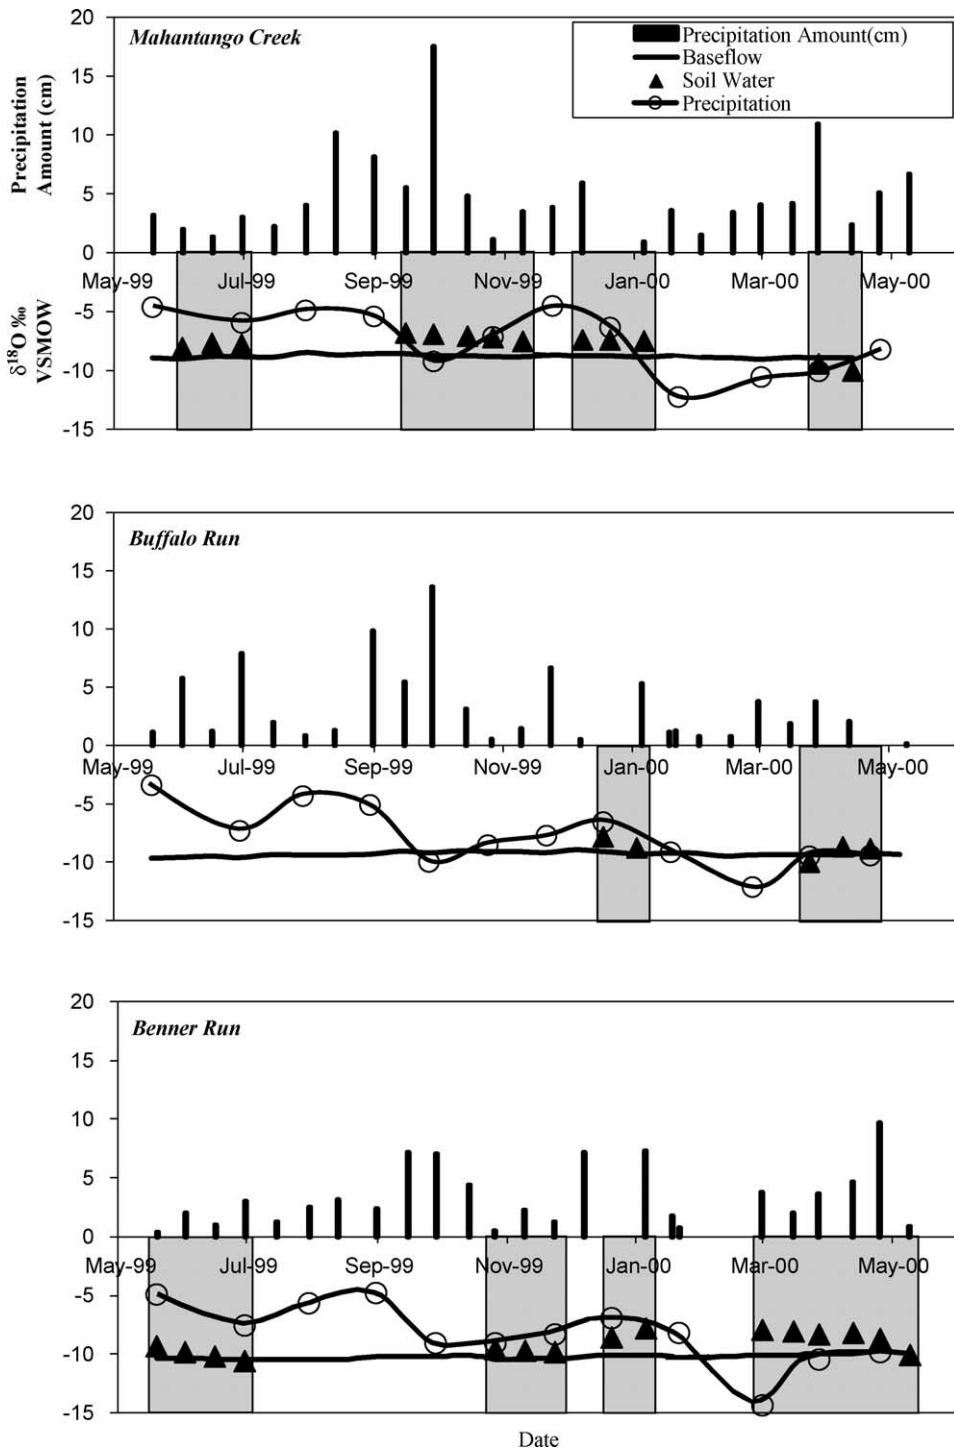 20
Mahantango Creek
Precipitation Amount(cm)
Baseflow
Soil Water
Precipitation
15
10
5
0
Precipitation
Amount (cm)
May-99
Jul-99
Sep-99
Nov-99
Jan-00
Mar-00
May-00
-5
-10
-15
δ¹⁸O ‰
VSMOW
20
Buffalo Run
15
10
5
0
May-99
Jul-99
Sep-99
Nov-99
Jan-00
Mar-00
May-00
-5
-10
-15
20
Benner Run
15
10
5
0
May-99
Jul-99
Sep-99
Nov-99
Jan-00
Mar-00
May-00
-5
-10
-15
Date